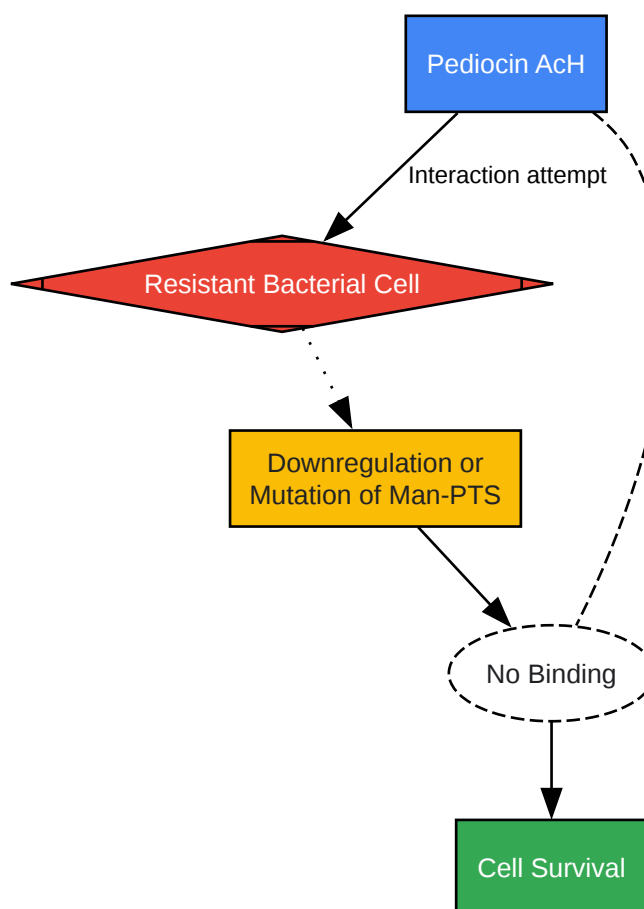 Pediocin AcH
Interaction attempt
Resistant Bacterial Cell
Downregulation or
Mutation of Man-PTS
No Binding
Cell Survival